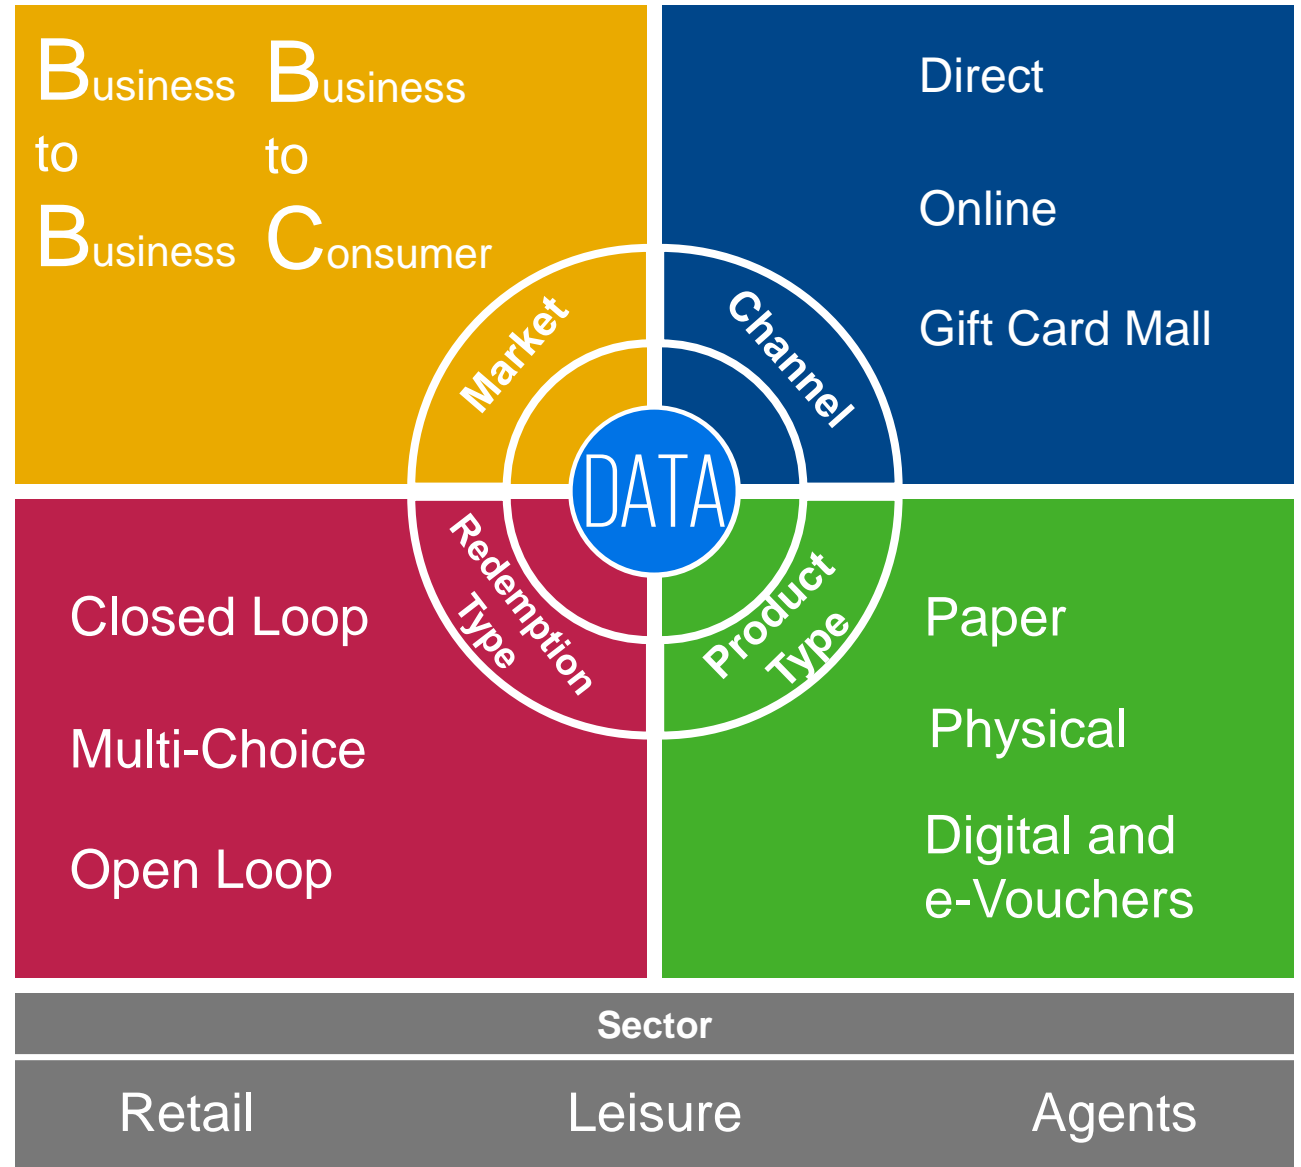 Business
to
Business
Business
to
Consumer
Direct
Online
Gift Card Mall
Market
Channel
DATA
Redemption
Type
Product
Type
Closed Loop
Multi-Choice
Open Loop
Paper
Physical
Digital and
e-Vouchers
Sector
Retail
Leisure
Agents